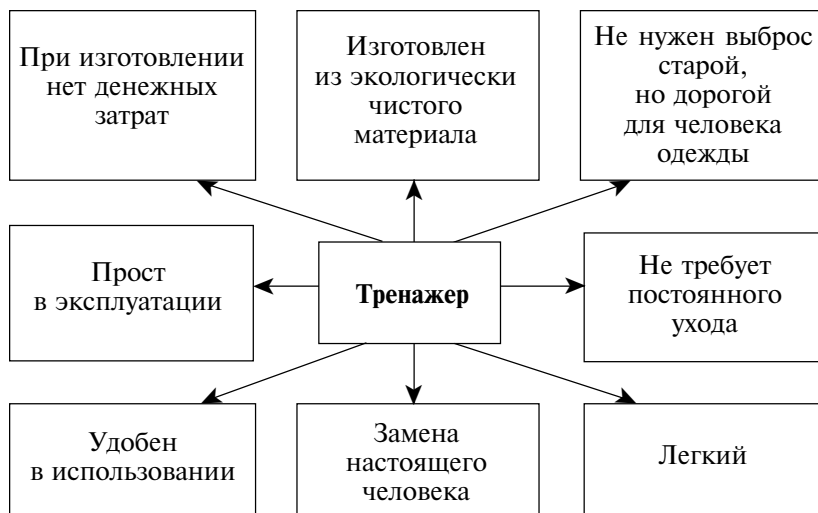 При изготовлении
нет денежных
затрат
Изготовлен
из экологически
чистого
материала
Не нужен выброс
старой,
но дорогой
для человека
одежды
Прост
в эксплуатации
Тренажер
Не требует
постоянного
ухода
Удобен
в использовании
Замена
настоящего
человека
Легкий